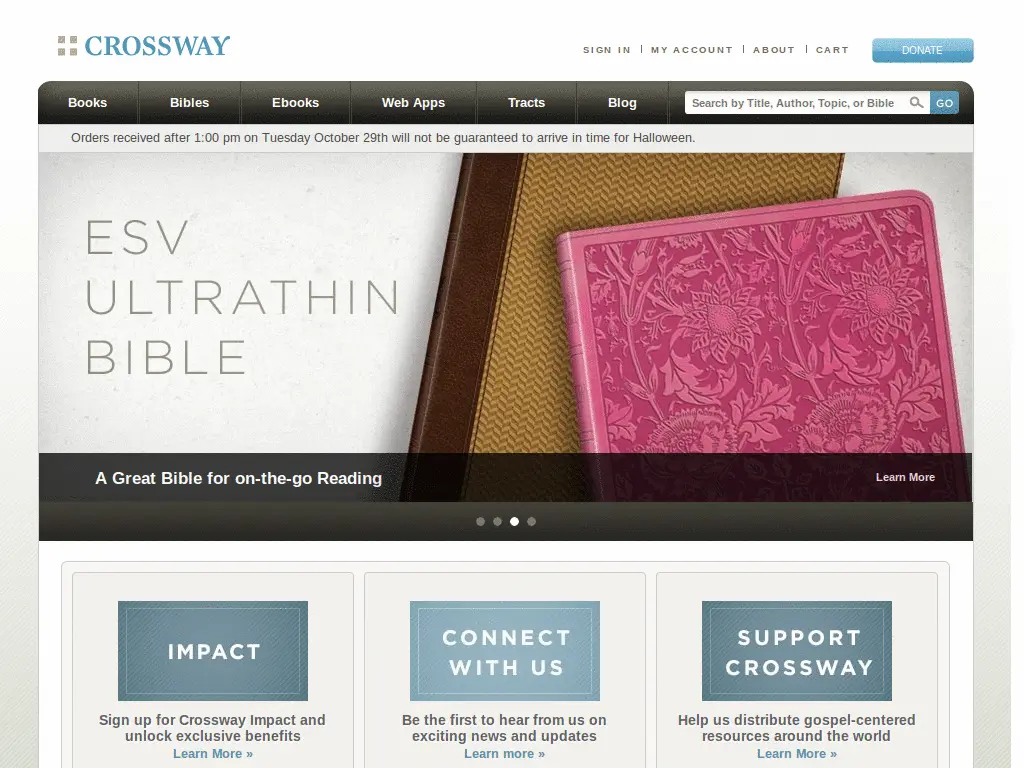 CROSSWAY
SIGN IN | MY ACCOUNT | ABOUT | CART
DONATE
Books Bibles Ebooks Web Apps Tracts Blog
Search by Title, Author, Topic, or Bible GO
Orders received after 1:00 pm on Tuesday October 29th will not be guaranteed to arrive in time for Halloween.
ESV
ULTRATHIN
BIBLE
A Great Bible for on-the-go Reading
Learn More
IMPACT
Sign up for Crossway Impact and
unlock exclusive benefits
Learn More »
CONNECT
WITH US
Be the first to hear from us on
exciting news and updates
Learn more »
SUPPORT
CROSSWAY
Help us distribute gospel-centered
resources around the world
Learn More »